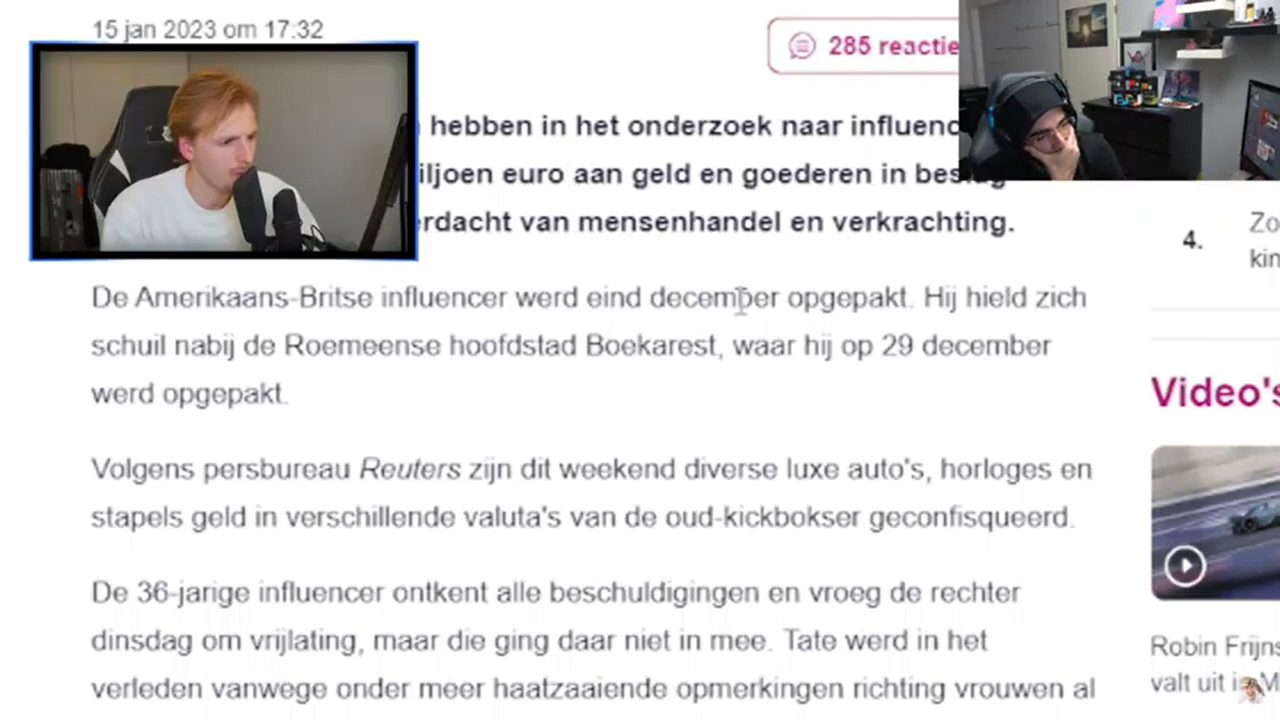 15 jan 2023 om 17:32
285 reactie
hebben in het onderzoek naar influenc
iljoen euro aan geld en goederen in beslag
rdacht van mensenhandel en verkrachting.
De Amerikaans-Britse influencer werd eind december opgepakt. Hij hield zich
schuil nabij de Roemeense hoofdstad Boekarest, waar hij op 29 december
werd opgepakt.
Volgens persbureau Reuters zijn dit weekend diverse luxe auto's, horloges en
stapels geld in verschillende valuta's van de oud-kickbokser geconfisqueerd.
De 36-jarige influencer ontkent alle beschuldigingen en vroeg de rechter
dinsdag om vrijlating, maar die ging daar niet in mee. Tate werd in het
verleden vanwege onder meer haatzaaiende opmerkingen richting vrouwen al
4.
Zo
kin
Video's
Robin Frijns
valt uit in M